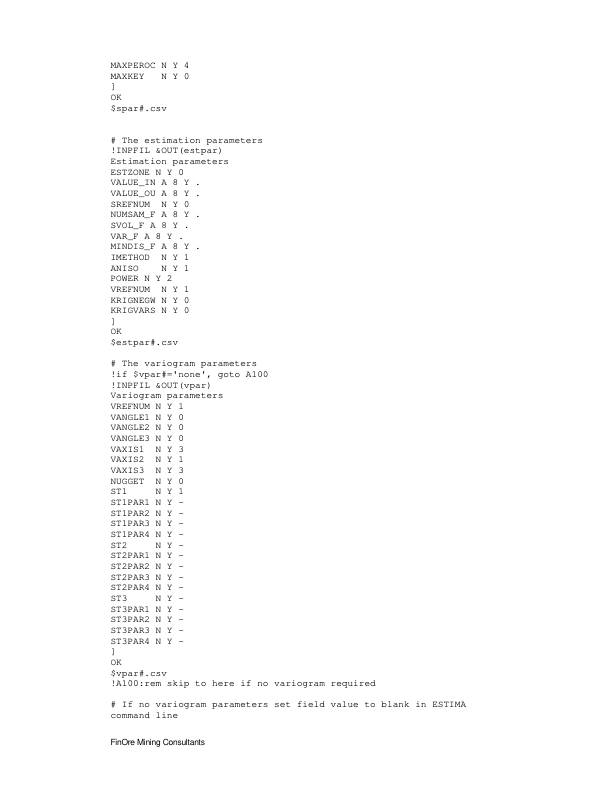 MAXPEROC N Y 4
MAXKEY   N Y 0
]
OK
$spar#.csv
# The estimation parameters
!INPFIL &OUT(estpar)
Estimation parameters
ESTZONE N Y 0
VALUE_IN A 8 Y .
VALUE_OU A 8 Y .
SREFNUM  N Y 0
NUMSAM_F A 8 Y .
SVOL_F A 8 Y .
VAR_F A 8 Y .
MINDIS_F A 8 Y .
IMETHOD  N Y 1
ANISO    N Y 1
POWER N Y 2
VREFNUM  N Y 1
KRIGNEGW N Y 0
KRIGVARS N Y 0
]
OK
$estpar#.csv
# The variogram parameters
!if $vpar#='none', goto A100
!INPFIL &OUT(vpar)
Variogram parameters
VREFNUM N Y 1
VANGLE1 N Y 0
VANGLE2 N Y 0
VANGLE3 N Y 0
VAXIS1  N Y 3
VAXIS2  N Y 1
VAXIS3  N Y 3
NUGGET  N Y 0
ST1     N Y 1
ST1PAR1 N Y -
ST1PAR2 N Y -
ST1PAR3 N Y -
ST1PAR4 N Y -
ST2     N Y -
ST2PAR1 N Y -
ST2PAR2 N Y -
ST2PAR3 N Y -
ST2PAR4 N Y -
ST3     N Y -
ST3PAR1 N Y -
ST3PAR2 N Y -
ST3PAR3 N Y -
ST3PAR4 N Y -
]
OK
$vpar#.csv
!A100:rem skip to here if no variogram required
# If no variogram parameters set field value to blank in ESTIMA
command line
FinOre Mining Consultants